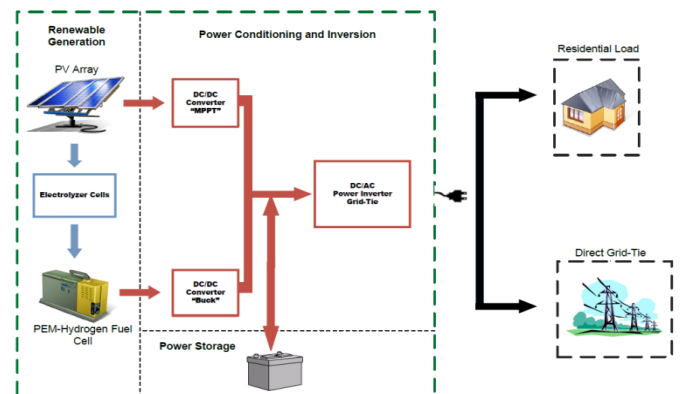 Renewable
Generation
Power Conditioning and Inversion
Residential Load
PV Array
DC/DC
Converter
“MPPT”
Electrolyzer Cells
DC/AC
Power Inverter
Grid-Tie
Direct Grid-Tie
DC/DC
Converter
“Buck”
PEM-Hydrogen Fuel
Cell
Power Storage